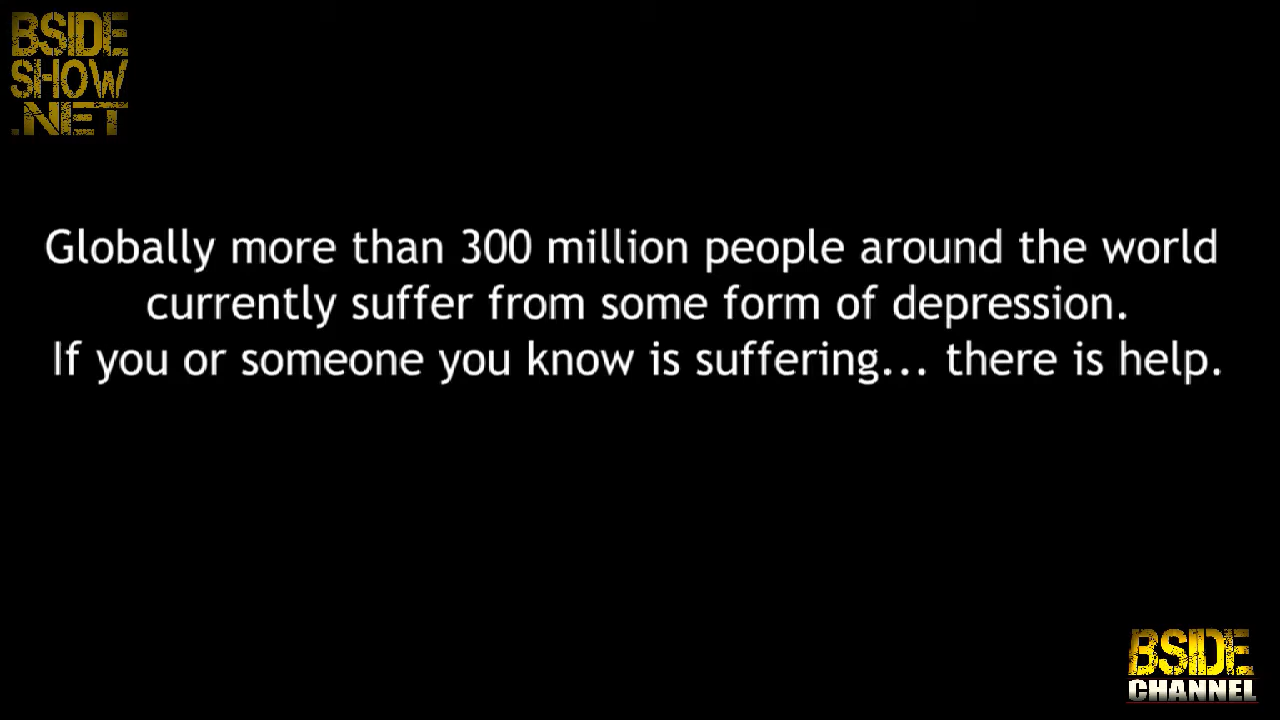 BSIDE
SHOW
.NET
Globally more than 300 million people around the world
currently suffer from some form of depression.
If you or someone you know is suffering... there is help.
BSIDE
CHANNEL